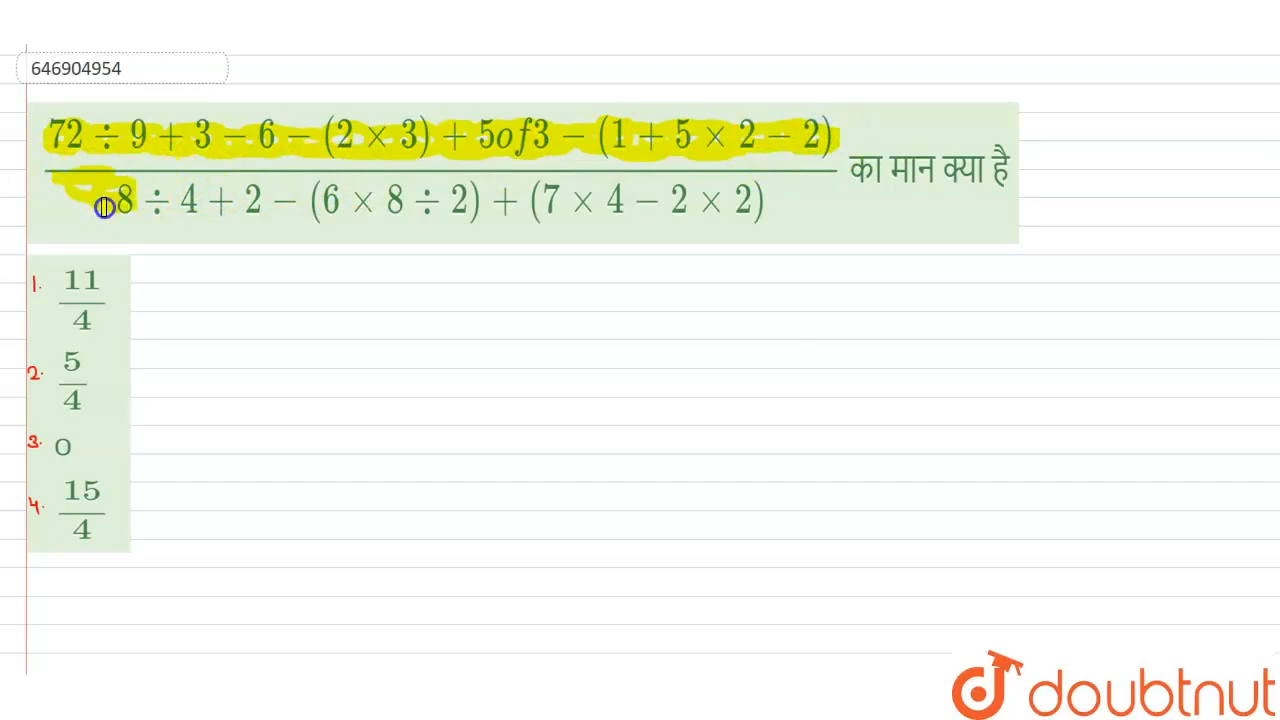 646904954
72 ÷ 9 + 3 − 6 − (2 × 3) + 5of3 − (1 + 5 × 2 − 2)
8 ÷ 4 + 2 − (6 × 8 ÷ 2) + (7 × 4 − 2 × 2)
का मान क्या है
1. 11
4
2. 5
4
3. 0
4. 15
4
doubtnut